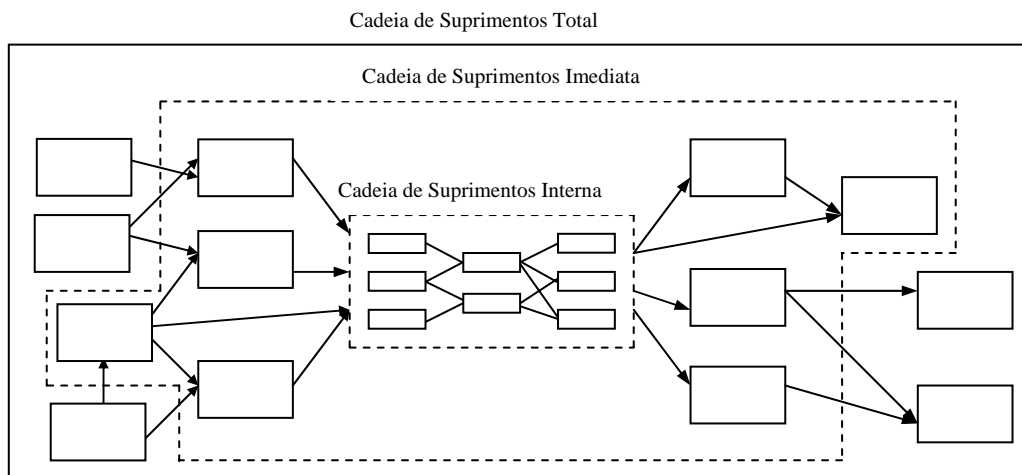 Cadeia de Suprimentos Total
Cadeia de Suprimentos Imediata
Cadeia de Suprimentos Interna